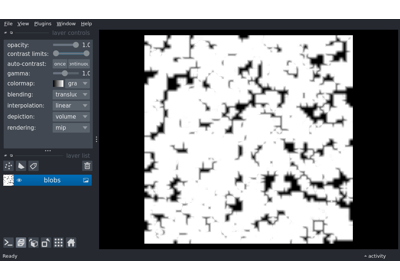 File View Plugins Window Help
layer controls
opacity: 1.0
contrast limits:
auto-contrast: once
gamma: 1.0
colormap: gra
blending: translu
interpolation: linear
depiction: volume
rendering: mip
layer list
blobs
Ready activity